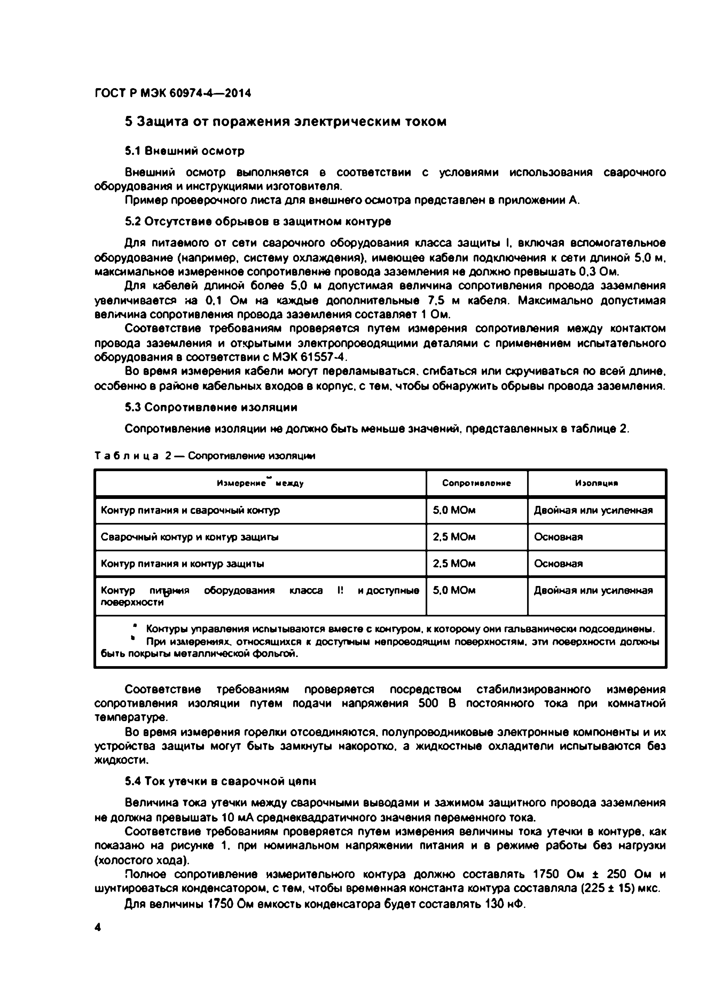 ГОСТ Р МЭК 60974-4—2014
5 Защита от поражения электрическим током
5.1 Внешний осмотр
Внешний осмотр выполняется в соответствии с условиями использования сварочного
оборудования и инструкциями изготовителя.
Пример проверочного листа для внешнего осмотра представлен в приложении А.
5.2 Отсутствие обрывов в защитном контуре
Для питаемого от сети сварочного оборудования класса защиты I, включая вспомогательное
оборудование (например, систему охлаждения), имеющее кабели подключения к сети длиной 5,0 м,
максимальное измеренное сопротивление провода заземления не должно превышать 0,3 Ом.
Для кабелей длиной более 5,0 м допустимая величина сопротивления провода заземления
увеличивается на 0,1 Ом на каждые дополнительные 7,5 м кабеля. Максимально допустимая
величина сопротивления провода заземления составляет 1 Ом.
Соответствие требованиям проверяется путем измерения сопротивления между контактом
провода заземления и открытыми электропроводящими деталями с применением испытательного
оборудования в соответствии с МЭК 61557-4.
Во время измерения кабели могут переламываться, сгибаться или скручиваться по всей длине,
особенно в районе кабельных входов в корпус, с тем, чтобы обнаружить обрывы провода заземления.
5.3 Сопротивление изоляции
Сопротивление изоляции не должно быть меньше значений, представленных в таблице 2.
Таблица 2 — Сопротивление изоляции
Измерение между Сопротивление Изоляция
Контур питания и сварочный контур 5,0 МОм Двойная или усиленная
Сварочный контур и контур защиты 2,5 МОм Основная
Контур питания и контур защиты 2,5 МОм Основная
Контур питания оборудования класса II и доступные 5,0 МОм Двойная или усиленная
поверхности
a Контуры управления испытываются вместе с контуром, к которому они гальванически подсоединены.
b При измерениях, относящихся к доступным непроводящим поверхностям, эти поверхности должны
быть покрыты металлической фольгой.
Соответствие требованиям проверяется посредством стабилизированного измерения
сопротивления изоляции путем подачи напряжения 500 В постоянного тока при комнатной
температуре.
Во время измерения горелки отсоединяются, полупроводниковые электронные компоненты и их
устройства защиты могут быть замкнуты накоротко, а жидкостные охладители испытываются без
жидкости.
5.4 Ток утечки в сварочной цепи
Величина тока утечки между сварочными выводами и зажимом защитного провода заземления
не должна превышать 10 мА среднеквадратичного значения переменного тока.
Соответствие требованиям проверяется путем измерения величины тока утечки в контуре, как
показано на рисунке 1, при номинальном напряжении питания и в режиме работы без нагрузки
(холостого хода).
Полное сопротивление измерительного контура должно составлять 1750 Ом ± 250 Ом и
шунтироваться конденсатором, с тем, чтобы временная константа контура составляла (225 ± 15) мкс.
Для величины 1750 Ом емкость конденсатора будет составлять 130 нФ.
4